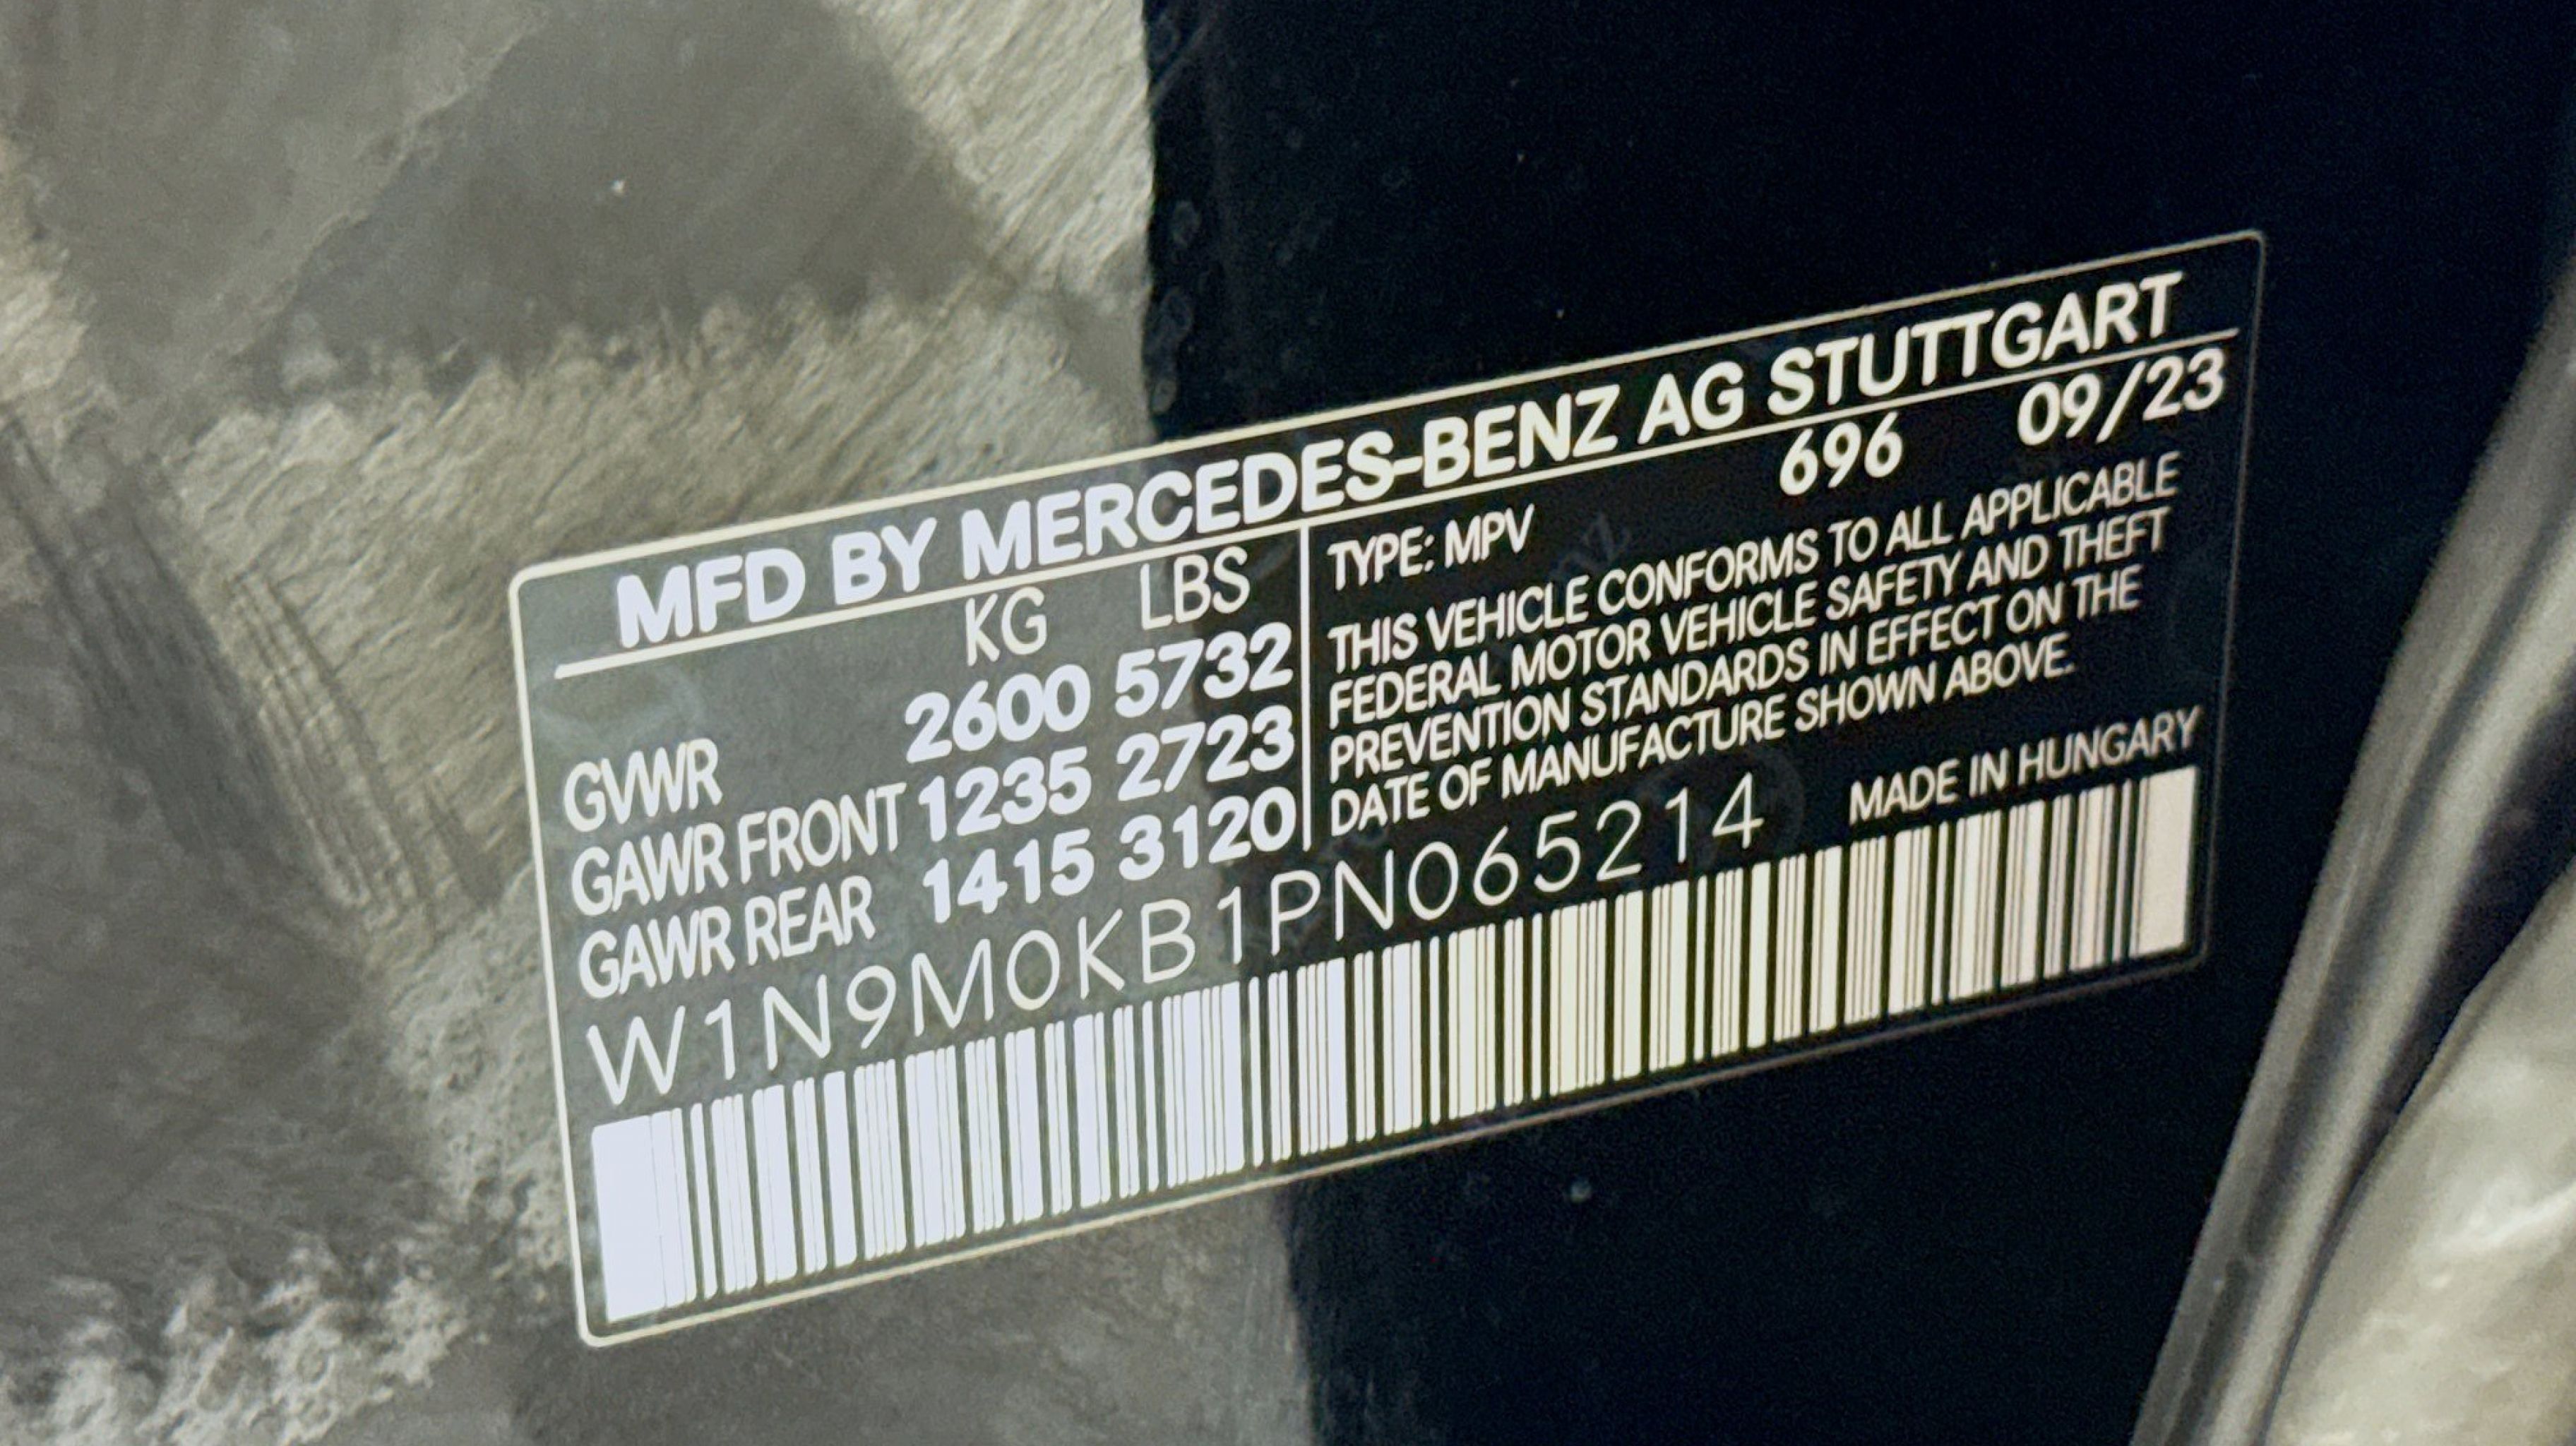 MFD BY MERCEDES-BENZ AG STUTTGART
KG LBS
GVWR 2600 5732
GAWR FRONT 1235 2723
GAWR REAR 1415 3120
696 09/23
TYPE: MPV
THIS VEHICLE CONFORMS TO ALL APPLICABLE
FEDERAL MOTOR VEHICLE SAFETY AND THEFT
PREVENTION STANDARDS IN EFFECT ON THE
DATE OF MANUFACTURE SHOWN ABOVE.
W1N9M0KB1PN065214 MADE IN HUNGARY